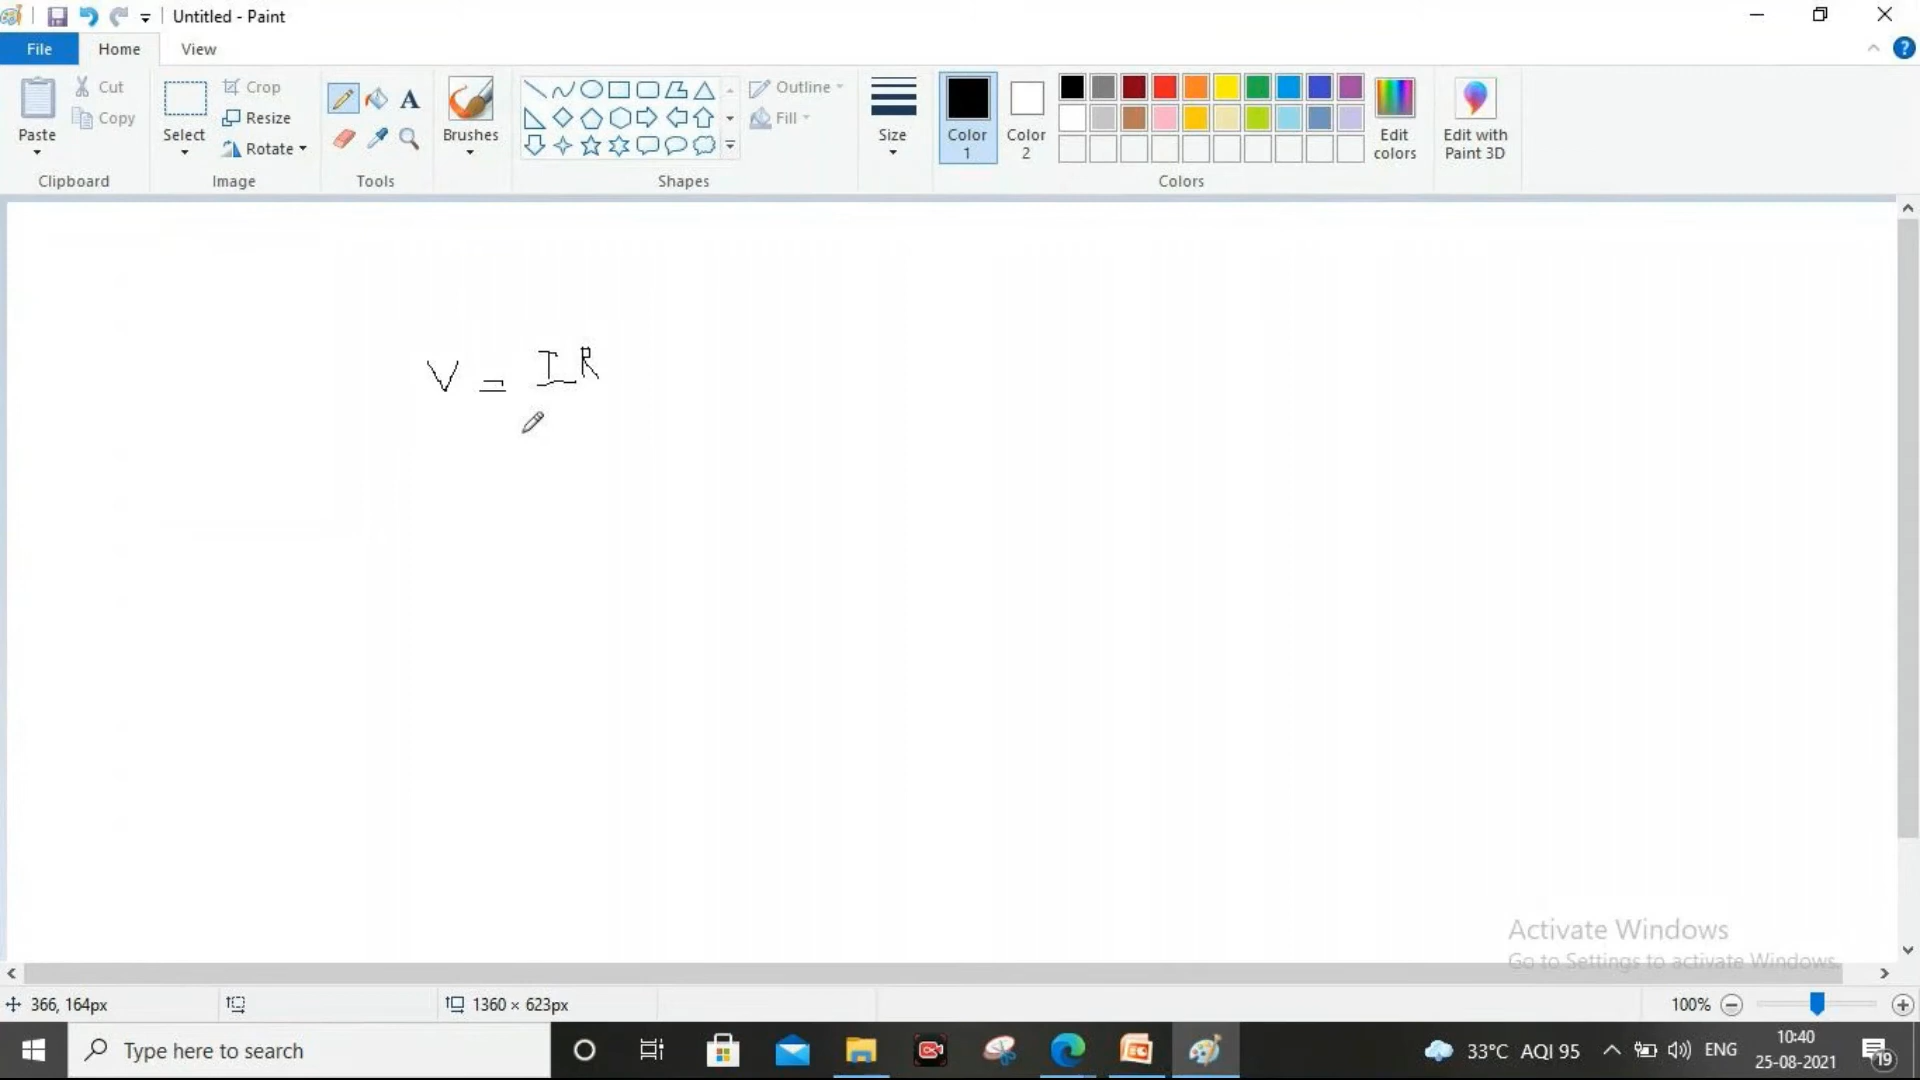 Untitled - Paint
File Home View
Paste
Cut
Copy
Clipboard
Select
Crop
Resize
Rotate
Image
A
Tools
Brushes
Shapes
Outline
Fill
Size
Color 1
Color 2
Edit colors
Edit with Paint 3D
Colors
V = IR
Activate Windows
Go to Settings to activate Windows.
366, 164px
1360 × 623px
100%
Type here to search
33°C AQI 95
ENG
10:40
25-08-2021
19